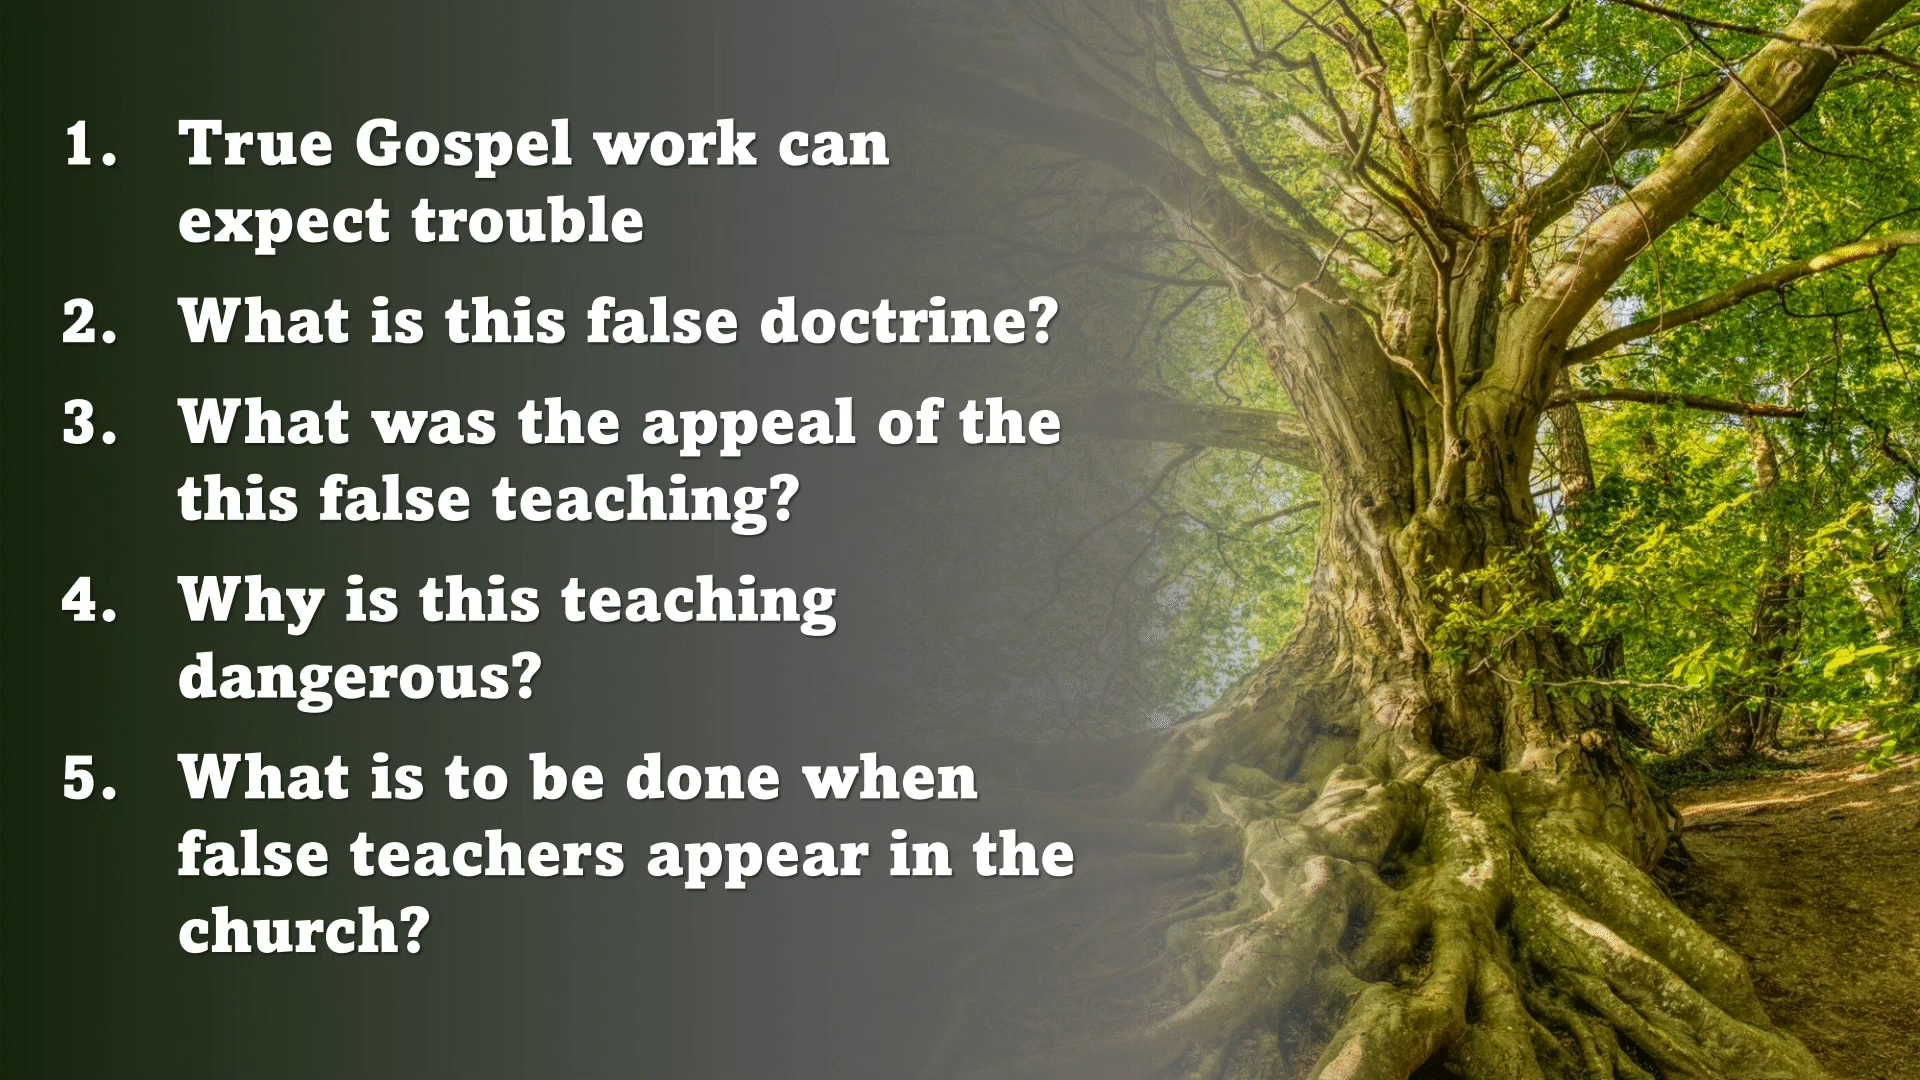 1. True Gospel work can
expect trouble
2. What is this false doctrine?
3. What was the appeal of the
this false teaching?
4. Why is this teaching
dangerous?
5. What is to be done when
false teachers appear in the
church?